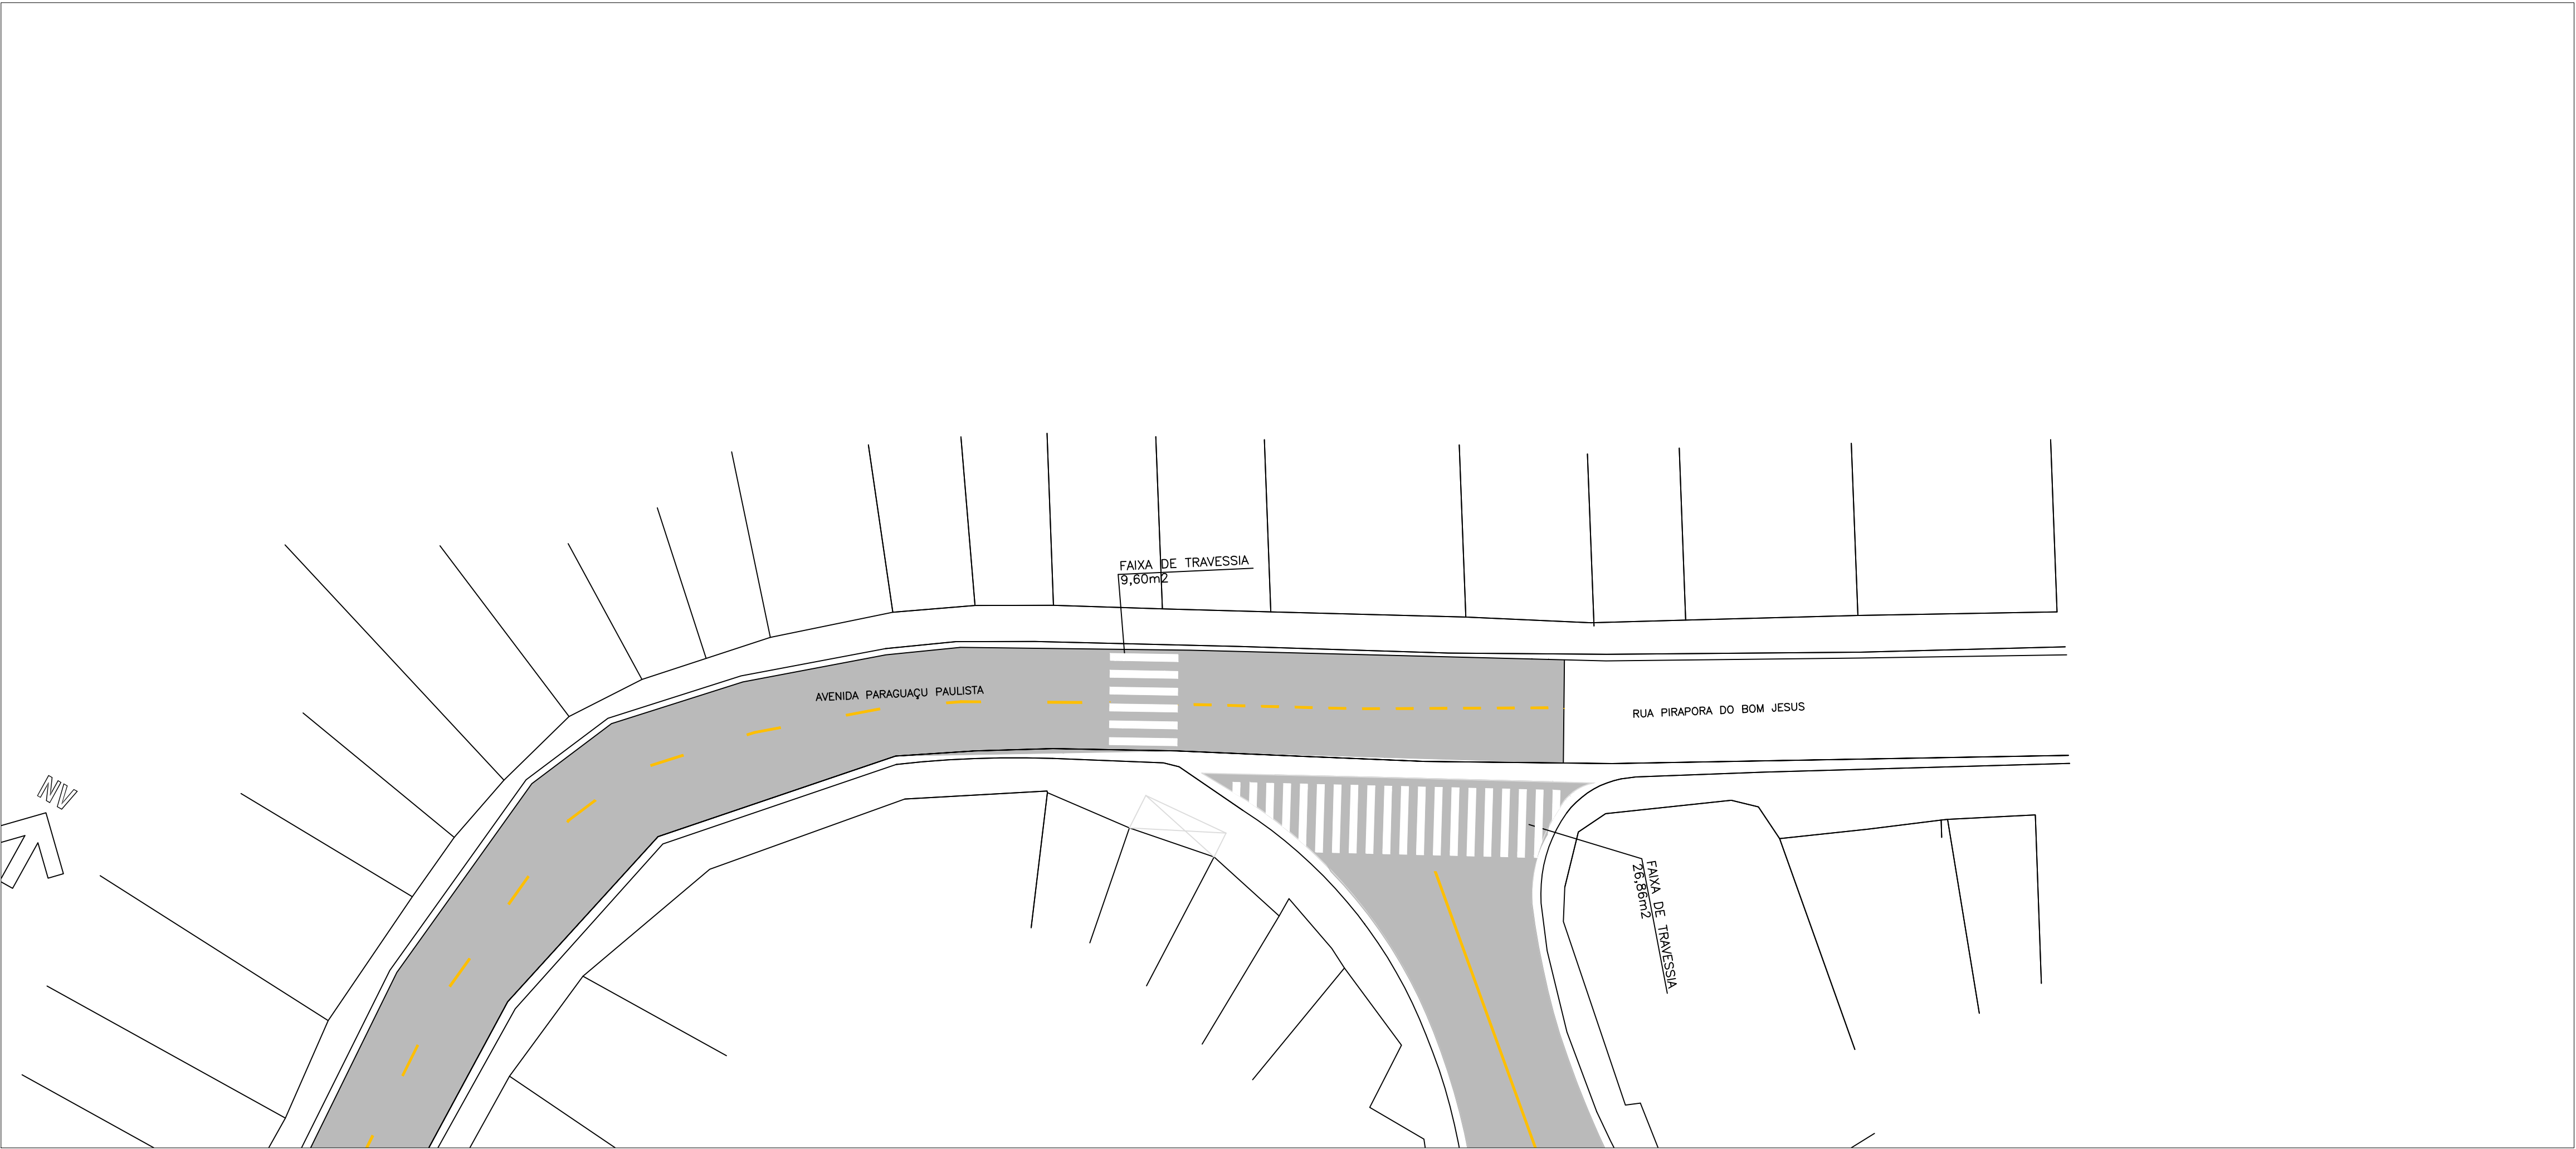 FAIXA DE TRAVESSIA
9,60m2
AVENIDA PARAGUAÇU PAULISTA
RUA PIRAPORA DO BOM JESUS
NV
FAIXA DE TRAVESSIA
26,86m2